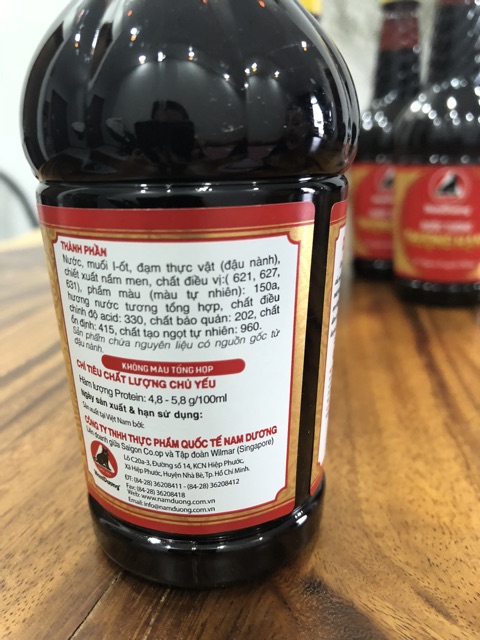 THÀNH PHẦN
Nước, muối I-ốt, đạm thực vật (đậu nành),
chiết xuất nấm men, chất điều vị:( 621, 627,
631), phẩm màu (màu tự nhiên): 150a,
hương nước tương tổng hợp, chất điều
chỉnh độ acid: 330, chất bảo quản: 202, chất
ổn định: 415, chất tạo ngọt tự nhiên: 960.
Sản phẩm chứa nguyên liệu có nguồn gốc từ
đậu nành.
KHÔNG MÀU TỔNG HỢP
CHỈ TIÊU CHẤT LƯỢNG CHỦ YẾU
Hàm lượng Protein: 4,8 - 5,8 g/100ml
Ngày sản xuất & hạn sử dụng:
Sản xuất tại Việt Nam bởi:
CÔNG TY TNHH THỰC PHẨM QUỐC TẾ NAM DƯƠNG
Liên doanh giữa Saigon Co.op và Tập đoàn Wilmar (Singapore)
Lô C20a-3, Đường số 14, KCN Hiệp Phước,
Xã Hiệp Phước, Huyện Nhà Bè, Tp. Hồ Chí Minh.
ĐT: (84-28) 36208411 - (84-28) 36208412
Fax: (84-28) 36208418
Web: www.namduong.com.vn
Email: info@namduong.com.vn
NamDuong